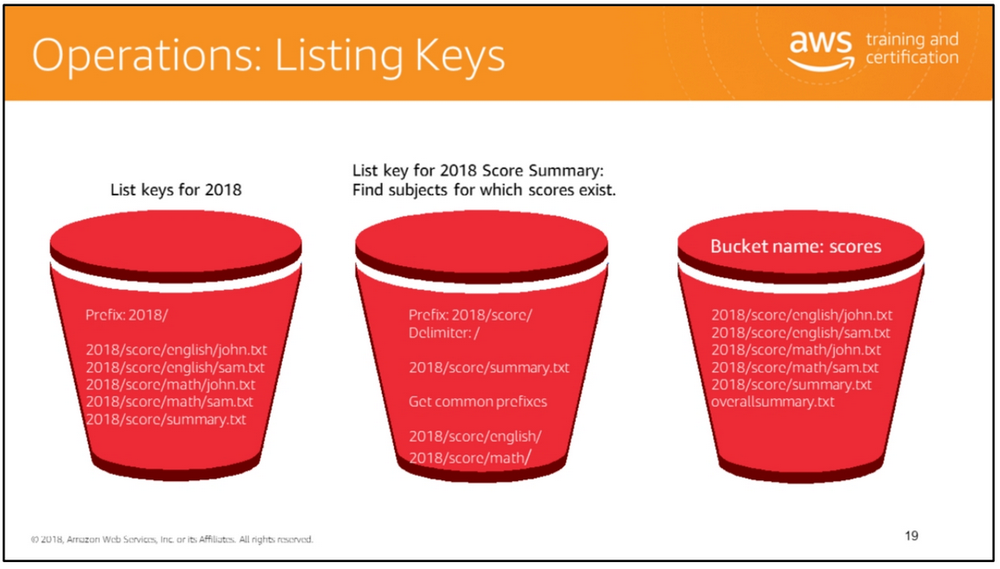 Operations: Listing Keys
aws training and
certification
List keys for 2018
Prefix: 2018/
2018/score/english/john.txt
2018/score/english/sam.txt
2018/score/math/john.txt
2018/score/math/sam.txt
2018/score/summary.txt
List key for 2018 Score Summary:
Find subjects for which scores exist.
Prefix: 2018/score/
Delimiter: /
2018/score/summary.txt
Get common prefixes
2018/score/english/
2018/score/math/
Bucket name: scores
2018/score/english/john.txt
2018/score/english/sam.txt
2018/score/math/john.txt
2018/score/math/sam.txt
2018/score/summary.txt
overallsummary.txt
© 2018, Amazon Web Services, Inc. or its Affiliates. All rights reserved.
19